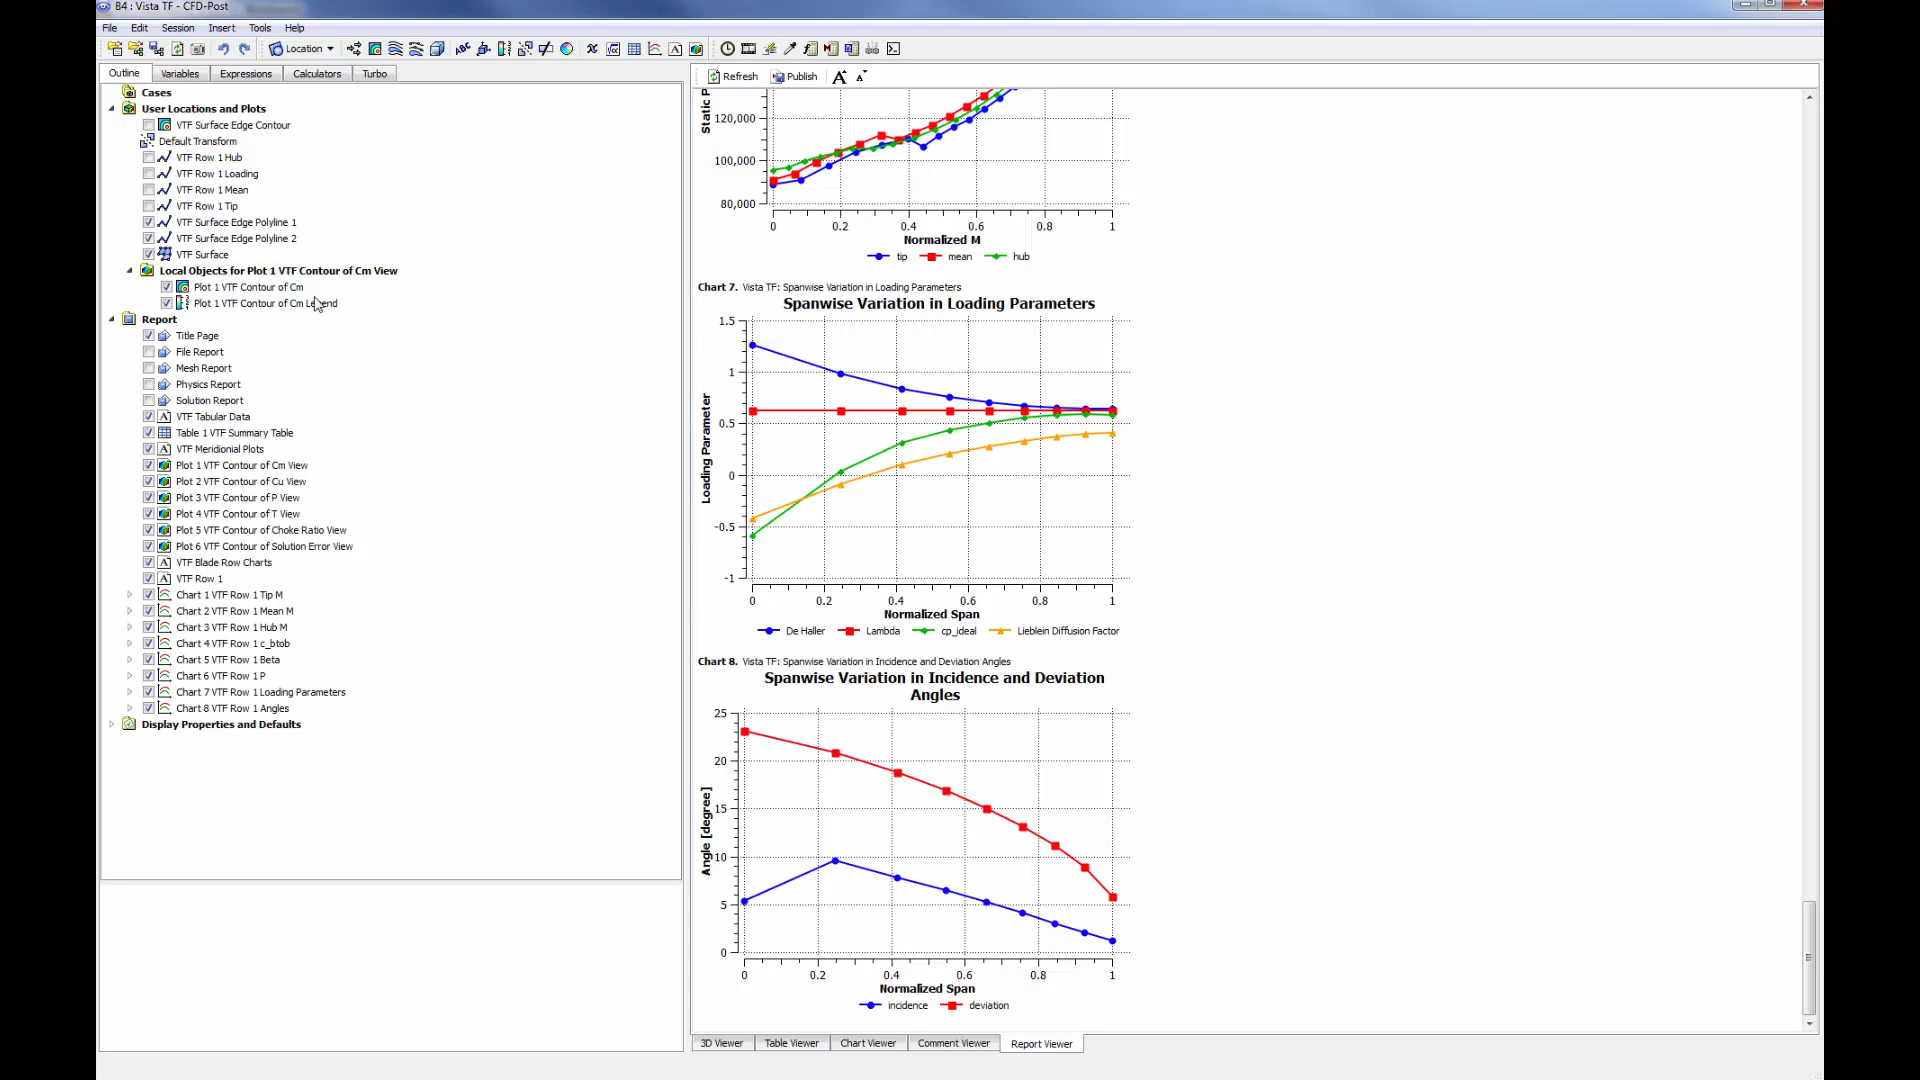 B4 : Vista TF - CFD-Post
File Edit Session Insert Tools Help
Location
Outline Variables Expressions Calculators Turbo
Cases
User Locations and Plots
VTF Surface Edge Contour
Default Transform
VTF Row 1 Hub
VTF Row 1 Loading
VTF Row 1 Mean
VTF Row 1 Tip
VTF Surface Edge Polyline 1
VTF Surface Edge Polyline 2
VTF Surface
Local Objects for Plot 1 VTF Contour of Cm View
Plot 1 VTF Contour of Cm
Plot 1 VTF Contour of Cm Legend
Report
Title Page
File Report
Mesh Report
Physics Report
Solution Report
VTF Tabular Data
Table 1 VTF Summary Table
VTF Meridionial Plots
Plot 1 VTF Contour of Cm View
Plot 2 VTF Contour of Cu View
Plot 3 VTF Contour of P View
Plot 4 VTF Contour of T View
Plot 5 VTF Contour of Choke Ratio View
Plot 6 VTF Contour of Solution Error View
VTF Blade Row Charts
VTF Row 1
Chart 1 VTF Row 1 Tip M
Chart 2 VTF Row 1 Mean M
Chart 3 VTF Row 1 Hub M
Chart 4 VTF Row 1 c_btob
Chart 5 VTF Row 1 Beta
Chart 6 VTF Row 1 P
Chart 7 VTF Row 1 Loading Parameters
Chart 8 VTF Row 1 Angles
Display Properties and Defaults
Refresh Publish A A
Static P
120,000
100,000
80,000
0 0.2 0.4 0.6 0.8 1
Normalized M
tip mean hub
Chart 7. Vista TF: Spanwise Variation in Loading Parameters
Spanwise Variation in Loading Parameters
Loading Parameter
1.5
1
0.5
0
-0.5
-1
0 0.2 0.4 0.6 0.8 1
Normalized Span
De Haller Lambda cp_ideal Lieblein Diffusion Factor
Chart 8. Vista TF: Spanwise Variation in Incidence and Deviation Angles
Spanwise Variation in Incidence and Deviation
Angles
Angle [degree]
25
20
15
10
5
0
0 0.2 0.4 0.6 0.8 1
Normalized Span
incidence deviation
3D Viewer Table Viewer Chart Viewer Comment Viewer Report Viewer